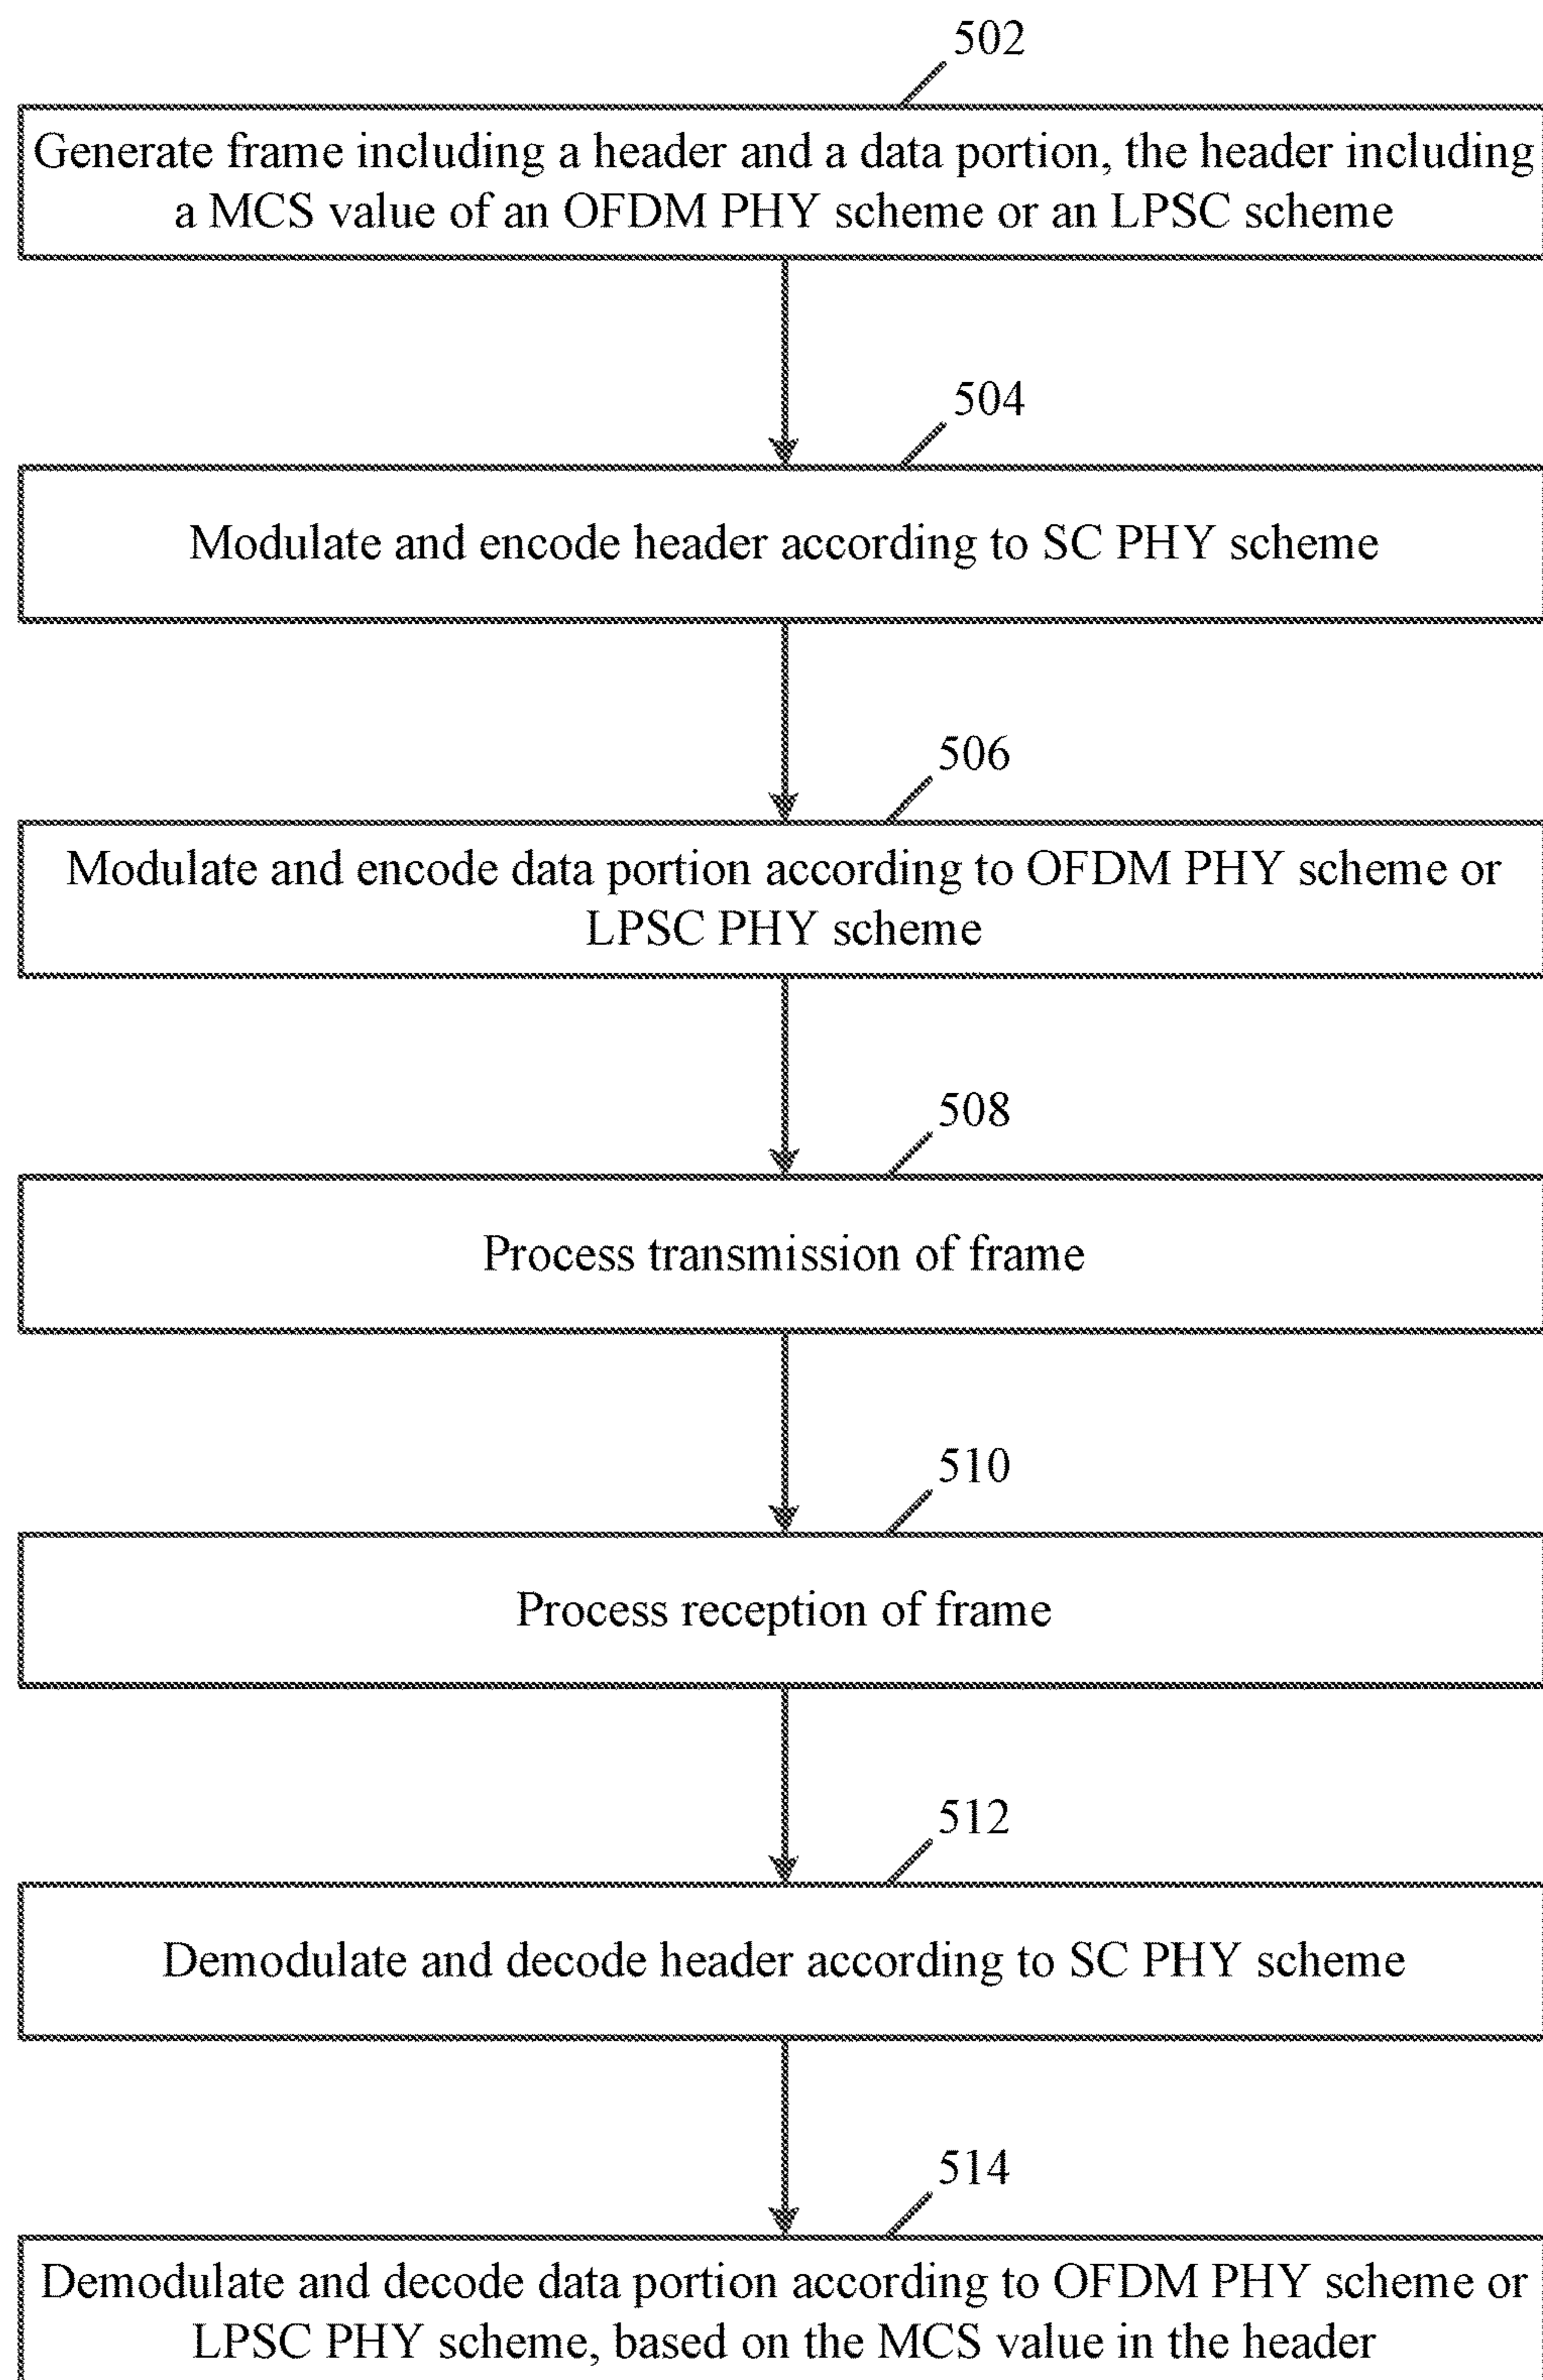 502
Generate frame including a header and a data portion, the header including
a MCS value of an OFDM PHY scheme or an LPSC scheme
504
Modulate and encode header according to SC PHY scheme
506
Modulate and encode data portion according to OFDM PHY scheme or
LPSC PHY scheme
508
Process transmission of frame
510
Process reception of frame
512
Demodulate and decode header according to SC PHY scheme
514
Demodulate and decode data portion according to OFDM PHY scheme or
LPSC PHY scheme, based on the MCS value in the header